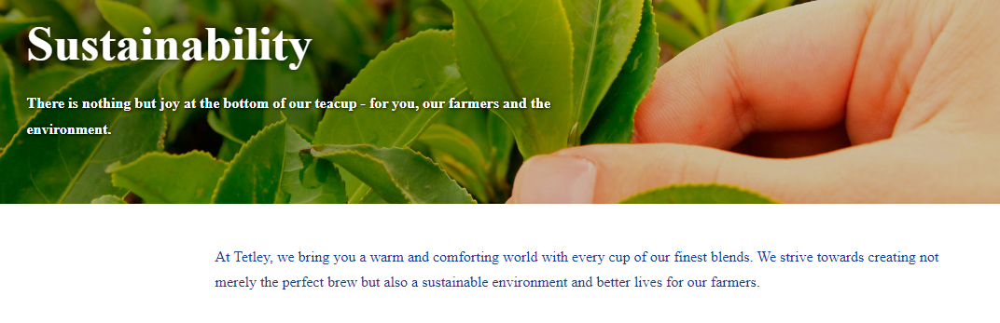 Sustainability
There is nothing but joy at the bottom of our teacup - for you, our farmers and the
environment.
At Tetley, we bring you a warm and comforting world with every cup of our finest blends. We strive towards creating not
merely the perfect brew but also a sustainable environment and better lives for our farmers.